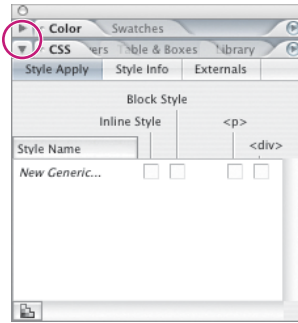 Color Swatches
CSS Table & Boxes Library
Style Apply Style Info Externals
Block Style
Inline Style <p>
Style Name <div>
New Generic...